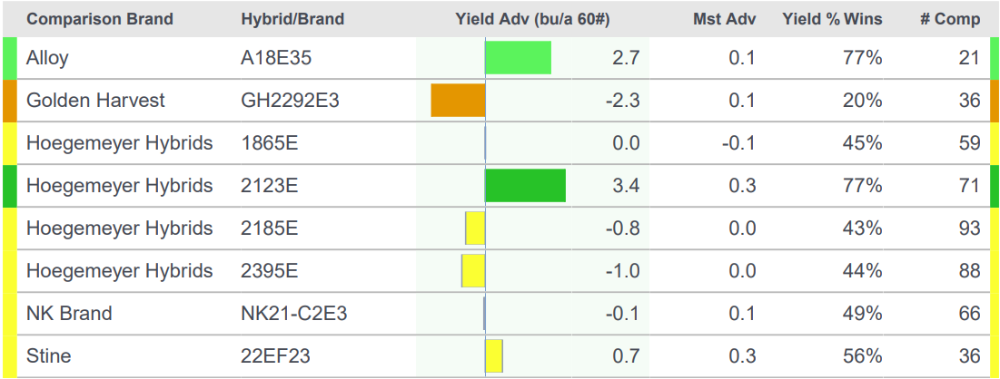 Comparison Brand Hybrid/Brand Yield Adv (bu/a 60#) Mst Adv Yield % Wins # Comp
Alloy A18E35 2.7 0.1 77% 21
Golden Harvest GH2292E3 -2.3 0.1 20% 36
Hoegemeyer Hybrids 1865E 0.0 -0.1 45% 59
Hoegemeyer Hybrids 2123E 3.4 0.3 77% 71
Hoegemeyer Hybrids 2185E -0.8 0.0 43% 93
Hoegemeyer Hybrids 2395E -1.0 0.0 44% 88
NK Brand NK21-C2E3 -0.1 0.1 49% 66
Stine 22EF23 0.7 0.3 56% 36